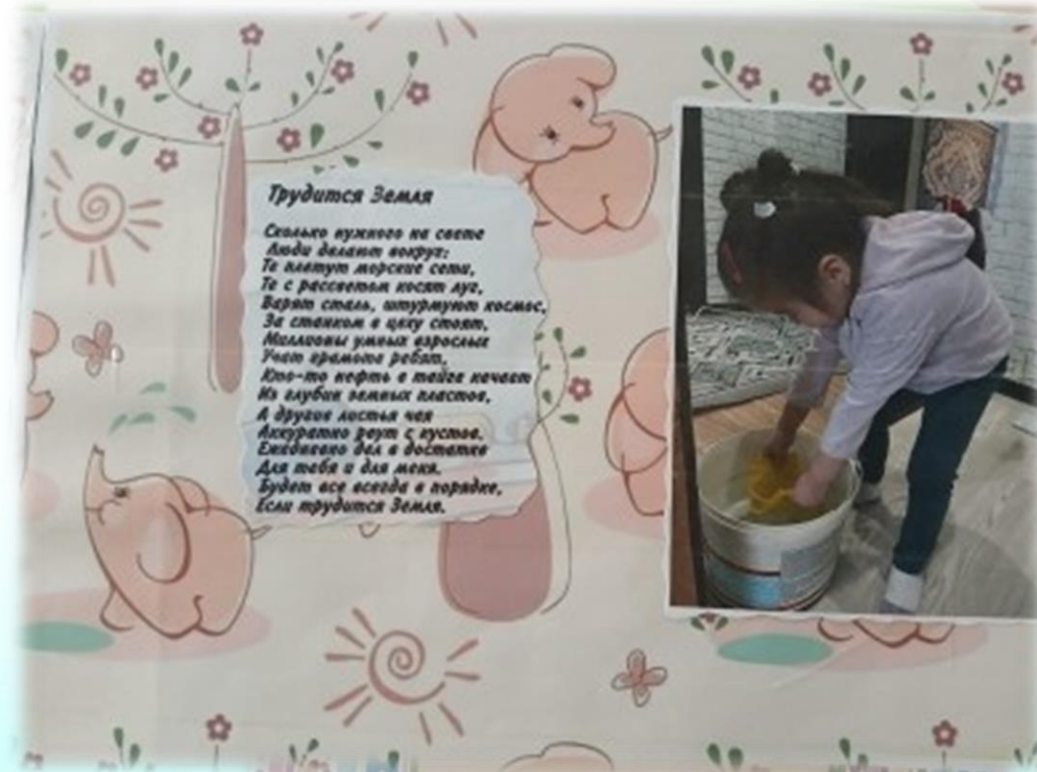 Трудится Земля
Сколько нужного на свете
Люди делают вокруг:
Те плетут морские сети,
Те с рассветом косят луг,
Варят сталь, штурмуют космос,
За станком в цеху стоят,
Миллионы умных взрослых
Учат грамоте ребят.
Кто-то нефть в тайге качает
Из глубин земных пластов,
А другие листья чая
Аккуратно рвут с кустов.
Ежедневно дел в достатке
Для тебя и для меня.
Будет все всегда в порядке,
Если трудится Земля.